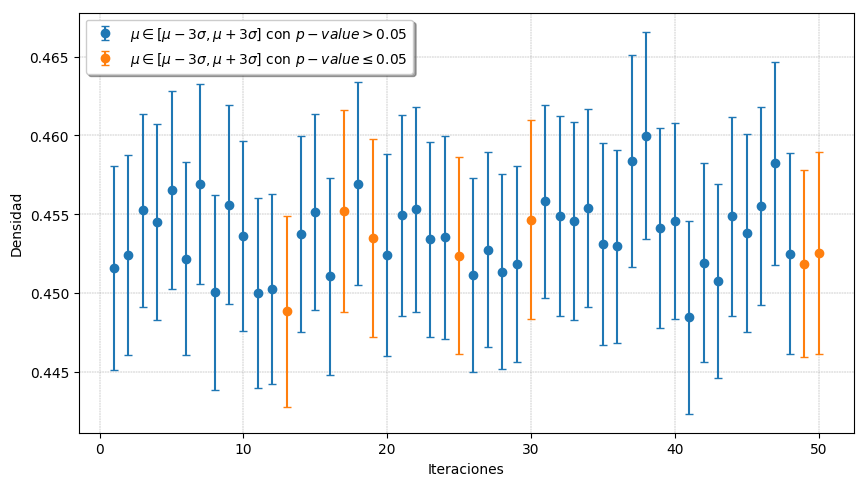 μ ∈ [μ − 3σ, μ + 3σ] con p − value > 0.05
μ ∈ [μ − 3σ, μ + 3σ] con p − value ≤ 0.05
0.465
0.460
0.455
0.450
0.445
Densidad
0 10 20 30 40 50
Iteraciones